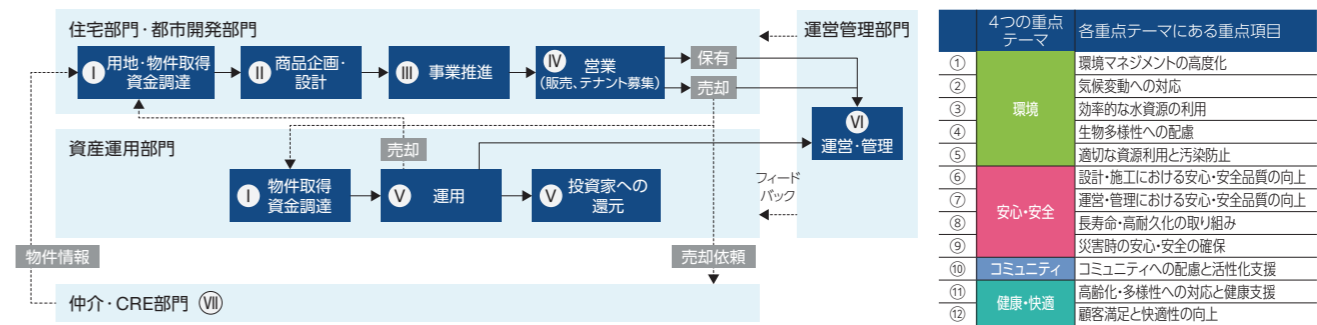 住宅部門・都市開発部門
Ⅰ 用地・物件取得
資金調達
Ⅱ 商品企画・
設計
Ⅲ 事業推進
Ⅳ 営業
(販売、テナント募集)
保有
売却
運営管理部門
Ⅵ
運営・管理
フィード
バック
資産運用部門
売却
Ⅰ 物件取得
資金調達
Ⅴ 運用
Ⅴ 投資家への
還元
物件情報
売却依頼
仲介・CRE部門 Ⅶ
4つの重点
テーマ
各重点テーマにある重点項目
環境
① 環境マネジメントの高度化
② 気候変動への対応
③ 効率的な水資源の利用
④ 生物多様性への配慮
⑤ 適切な資源利用と汚染防止
安心・安全
⑥ 設計・施工における安心・安全品質の向上
⑦ 運営・管理における安心・安全品質の向上
⑧ 長寿命・高耐久化の取り組み
⑨ 災害時の安心・安全の確保
⑩ コミュニティ コミュニティへの配慮と活性化支援
健康・快適
⑪ 高齢化・多様性への対応と健康支援
⑫ 顧客満足と快適性の向上